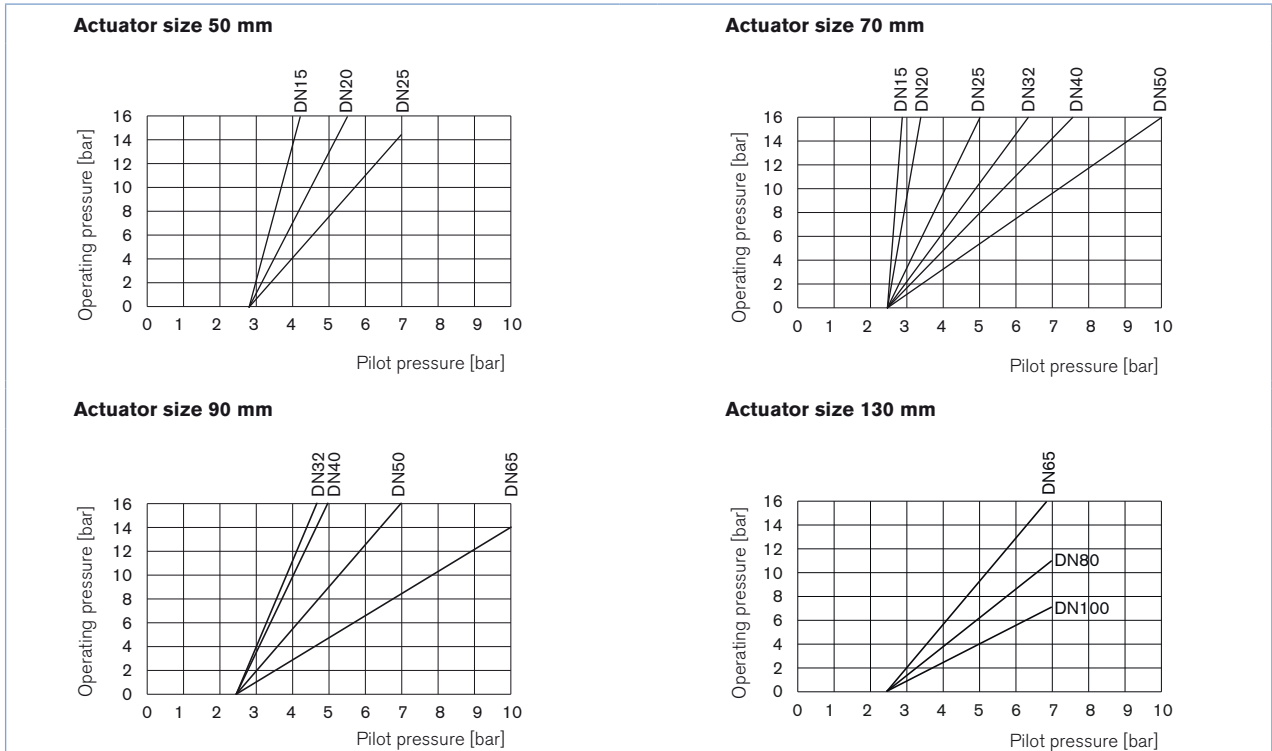 Actuator size 50 mm
DN15 DN20 DN25
16
14
12
10
8
6
4
2
0
Operating pressure [bar]
0 1 2 3 4 5 6 7 8 9 10
Pilot pressure [bar]
Actuator size 70 mm
DN15 DN20 DN25 DN32 DN40 DN50
16
14
12
10
8
6
4
2
0
Operating pressure [bar]
0 1 2 3 4 5 6 7 8 9 10
Pilot pressure [bar]
Actuator size 90 mm
DN32 DN40 DN50 DN65
16
14
12
10
8
6
4
2
0
Operating pressure [bar]
0 1 2 3 4 5 6 7 8 9 10
Pilot pressure [bar]
Actuator size 130 mm
DN65
DN80
DN100
16
14
12
10
8
6
4
2
0
Operating pressure [bar]
0 1 2 3 4 5 6 7 8 9 10
Pilot pressure [bar]